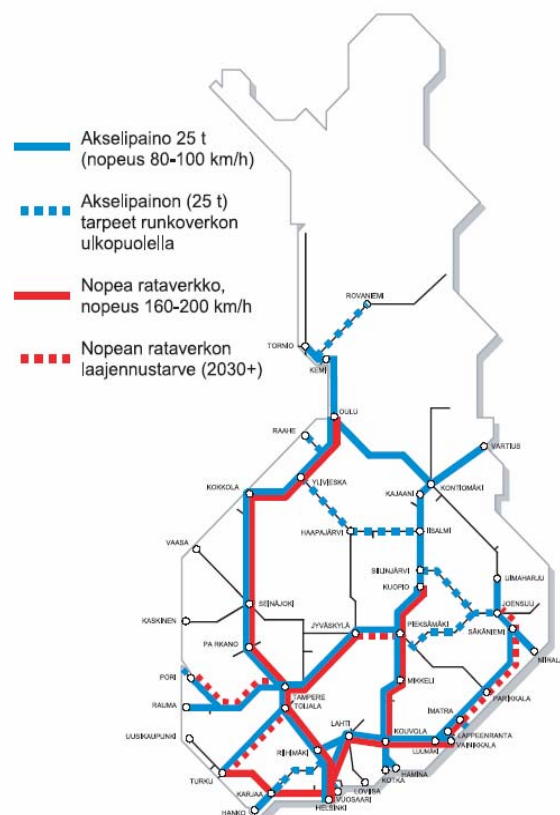 Akselipaino 25 t
(nopeus 80-100 km/h)
Akselipainon (25 t)
tarpeet runkoverkon
ulkopuolella
Nopea rataverkko,
nopeus 160-200 km/h
Nopean rataverkon
laajennustarve (2030+)
ROVANIEMI
TORNIO
KEMI
OULU
RAAHE
VARTIUS
YLIVIESKA
KONTIOMÄKI
KOKKOLA
KAJAANI
HAAPAJÄRVI
IISALMI
VAASA
SIILINJÄRVI
UIMAHARJU
KUOPIO
SEINÄJOKI
JOENSUU
KASKINEN
JYVÄSKYLÄ
PIEKSÄMÄKI
SÄKÄNIEMI
PARKANO
NIIRALA
PORI
MIKKELI
PARIKKALA
TAMPERE
RAUMA
TOIJALA
IMATRA
LAHTI
KOUVOLA
UUSIKAUPUNKI
LAPPEENRANTA
RIIHIMÄKI
LUUMÄKI
VAINIKKALA
TURKU
HAMINA
KOTKA
KARJAA
LOVIISA
VUOSAARI
HANKO
HELSINKI